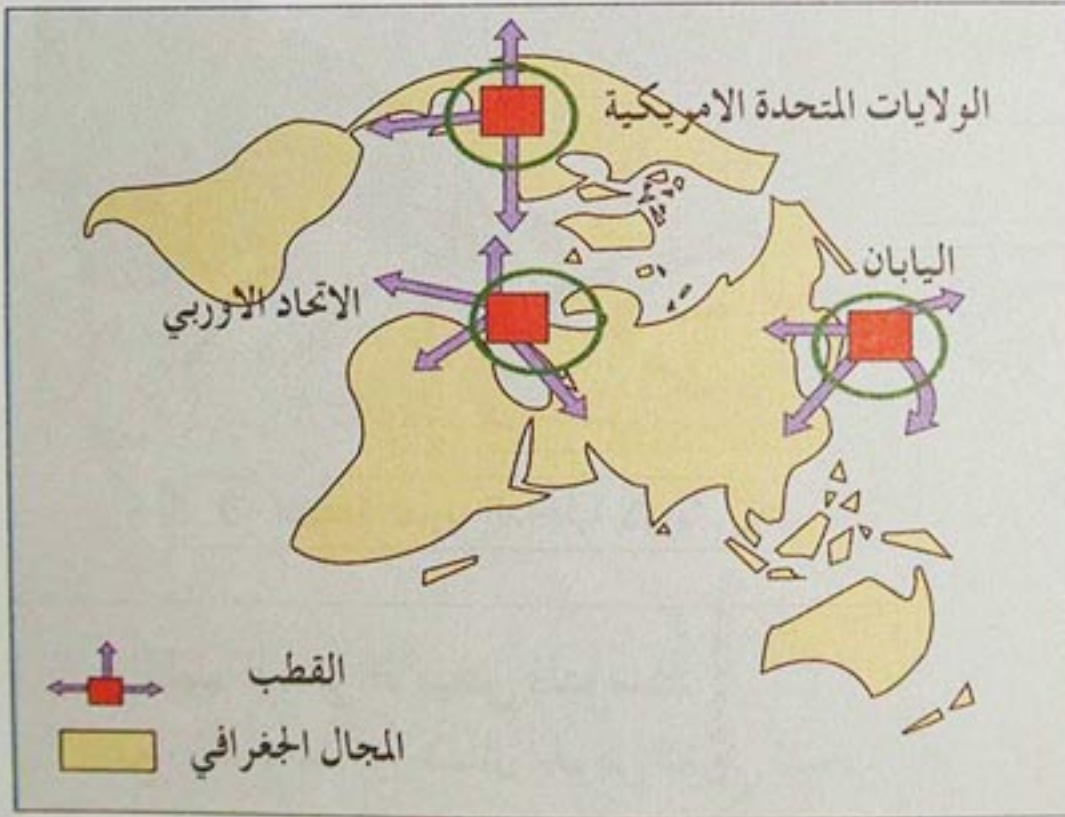 الولايات المتحدة الامريكية
اليابان
الاتحاد الاوربي
القطب
المجال الجغرافي